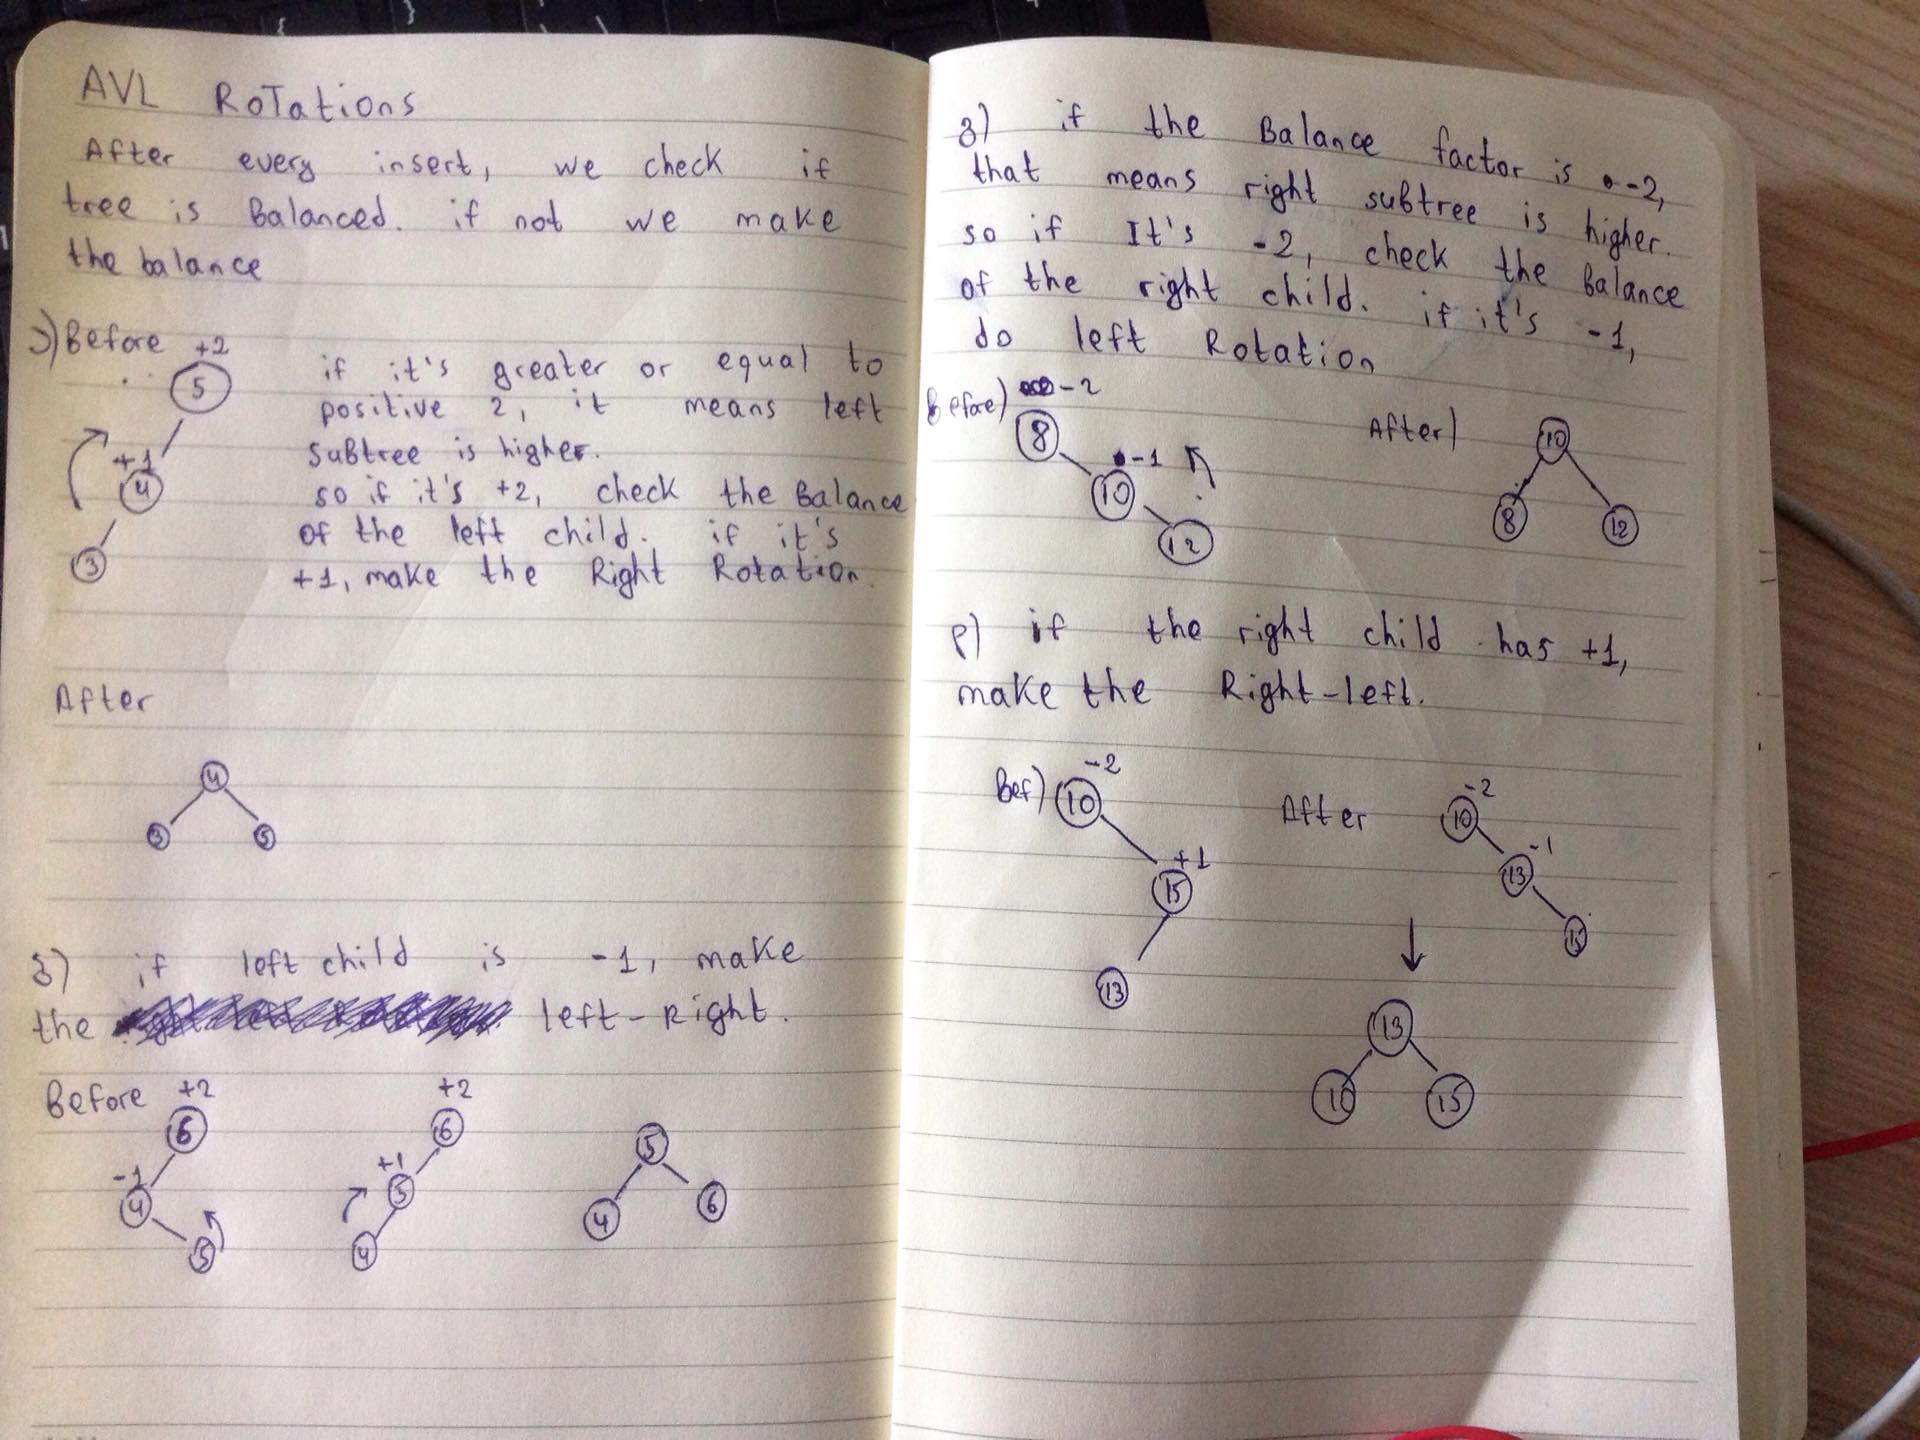 AVL Rotations
After every insert, we check if
tree is Balanced. if not we make
the balance
Before
+2
5
+1
4
3
if it's greater or equal to
positive 2, it means left
subtree is higher.
so if it's +2, check the Balance
of the left child. if it's
+1, make the Right Rotation.
After
4
3 5
if left child is -1, make
the left-Right.
Before +2 +2
6 6 5
-1 +1
4 5 4 6
5 4
3) if the Balance factor is -2,
that means right subtree is higher.
so if It's -2, check the Balance
of the right child. if it's -1,
do left Rotation
Before) -2
8
-1
10
12
After)
10
8 12
if the right child has +1,
make the Right-left.
Bef) -2
10
+1
15
13
After -2
10
-1
13
15
13
10 15